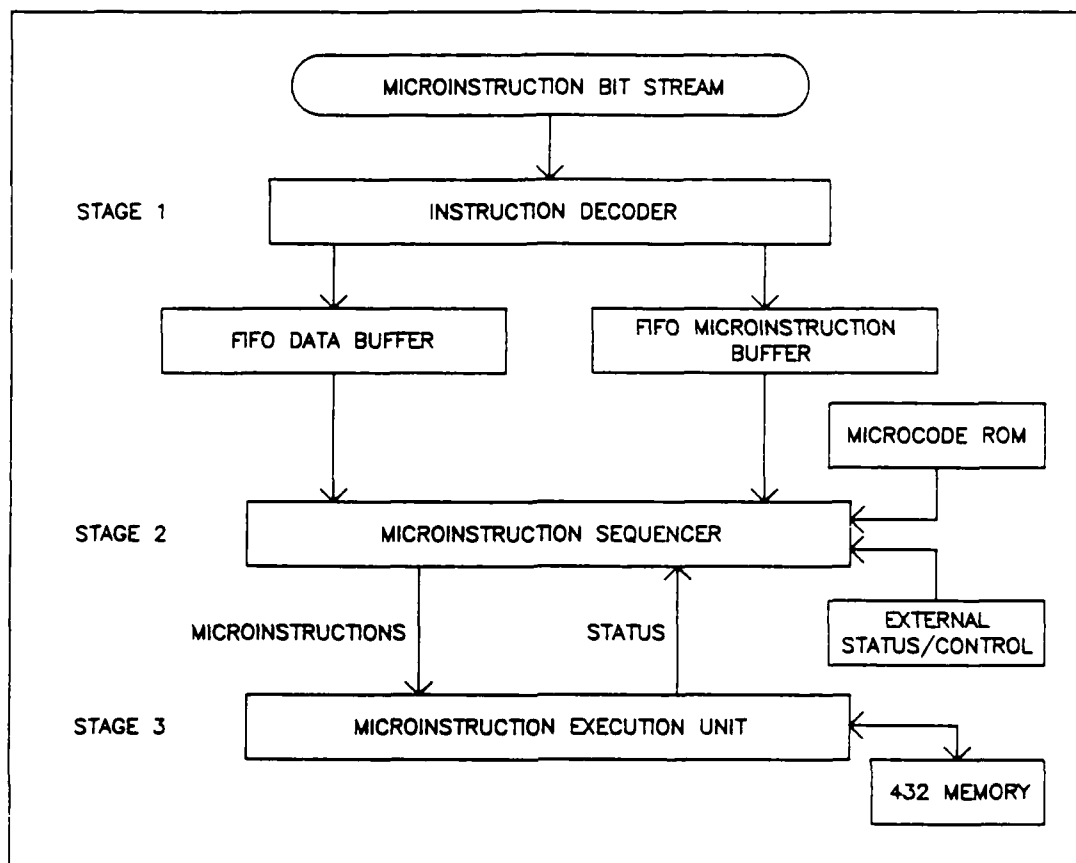 MICROINSTRUCTION BIT STREAM
STAGE 1
INSTRUCTION DECODER
FIFO DATA BUFFER
FIFO MICROINSTRUCTION
BUFFER
MICROCODE ROM
STAGE 2
MICROINSTRUCTION SEQUENCER
MICROINSTRUCTIONS
STATUS
EXTERNAL
STATUS/CONTROL
STAGE 3
MICROINSTRUCTION EXECUTION UNIT
432 MEMORY